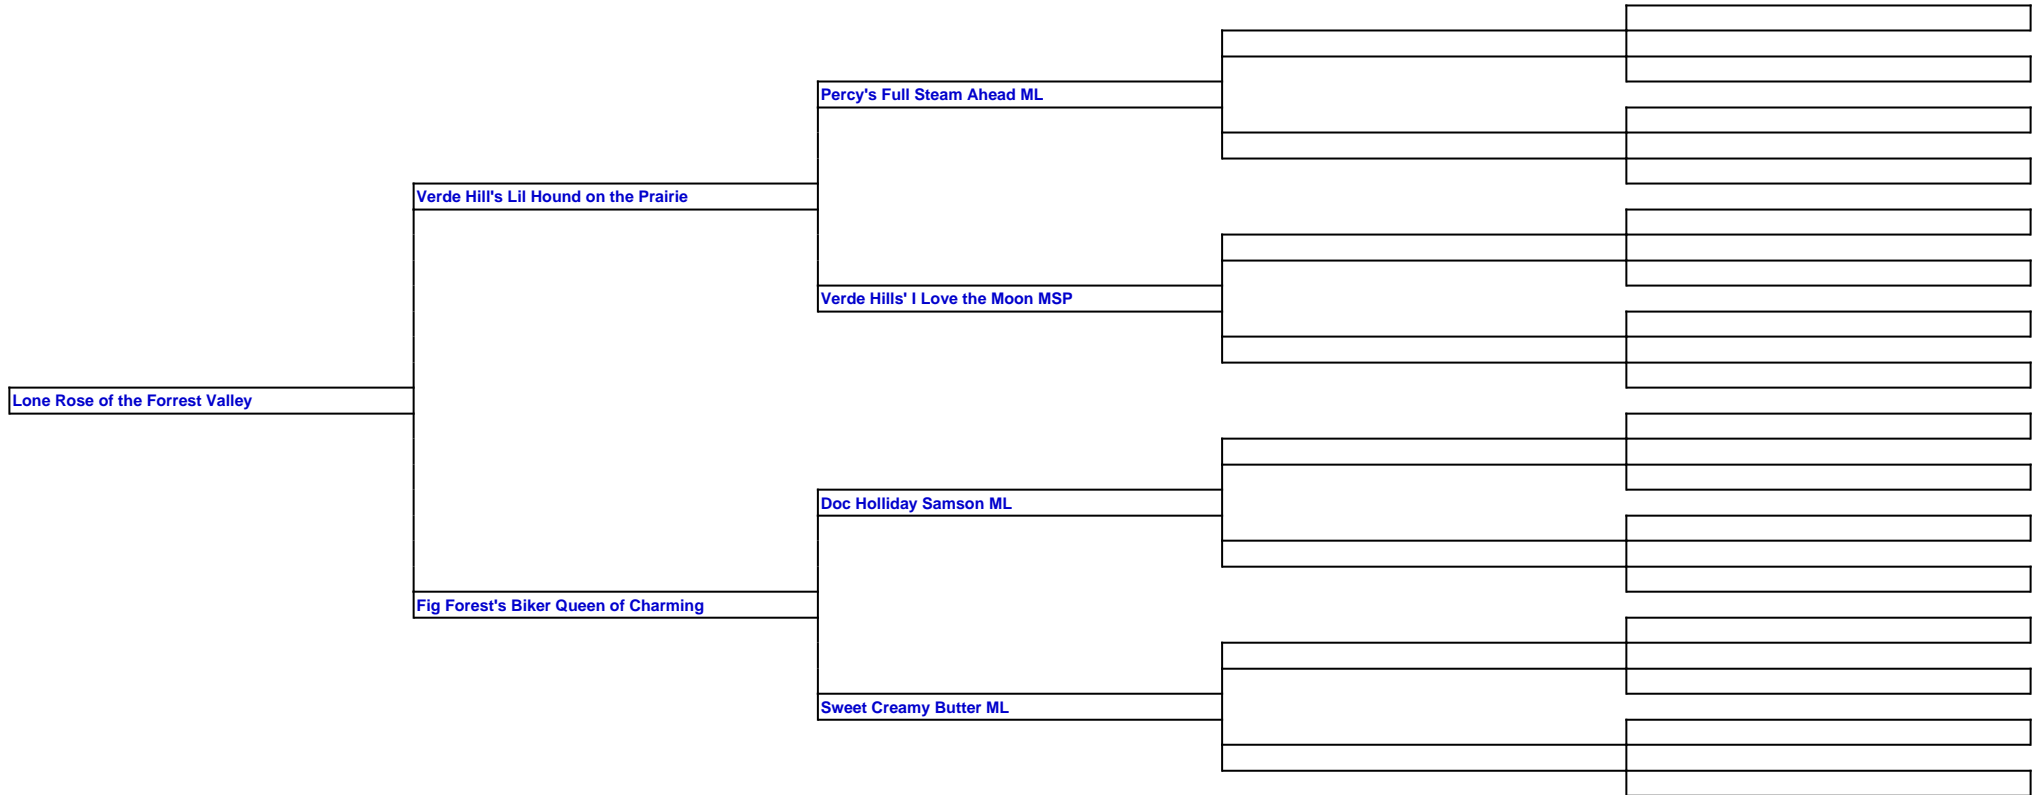 Percy's Full Steam Ahead ML
Verde Hill's Lil Hound on the Prairie
Verde Hills' I Love the Moon MSP
Lone Rose of the Forrest Valley
Doc Holliday Samson ML
Fig Forest's Biker Queen of Charming
Sweet Creamy Butter ML